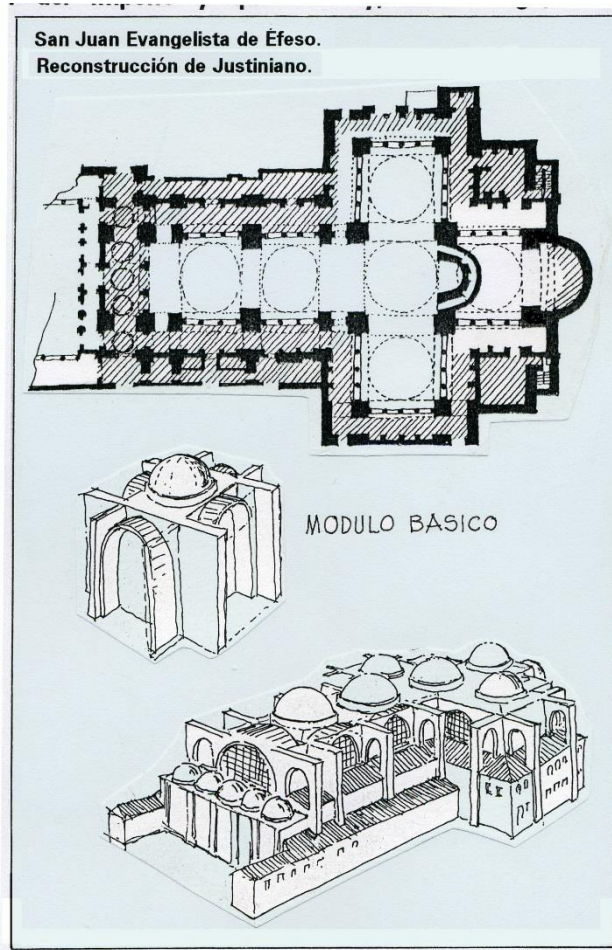 San Juan Evangelista de Éfeso.
Reconstrucción de Justiniano.
MODULO BASICO